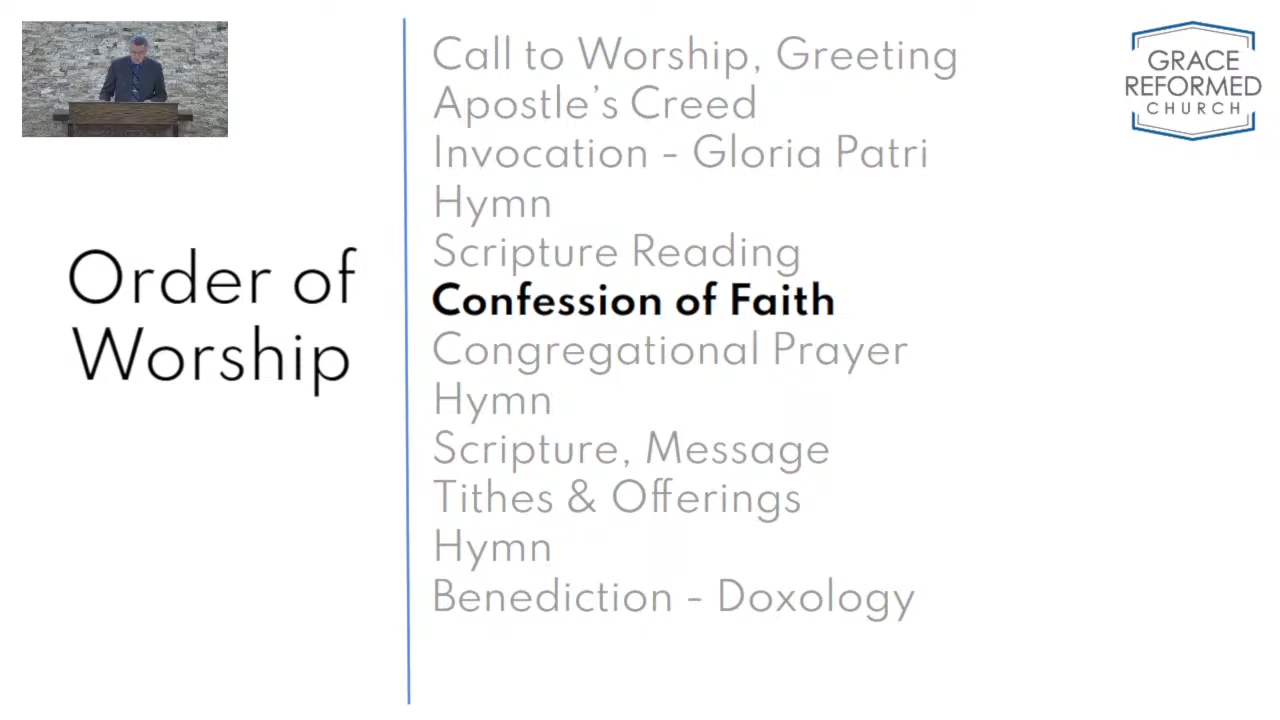 Order of
Worship
Call to Worship, Greeting
Apostle's Creed
Invocation - Gloria Patri
Hymn
Scripture Reading
Confession of Faith
Congregational Prayer
Hymn
Scripture, Message
Tithes & Offerings
Hymn
Benediction - Doxology
GRACE
REFORMED
CHURCH